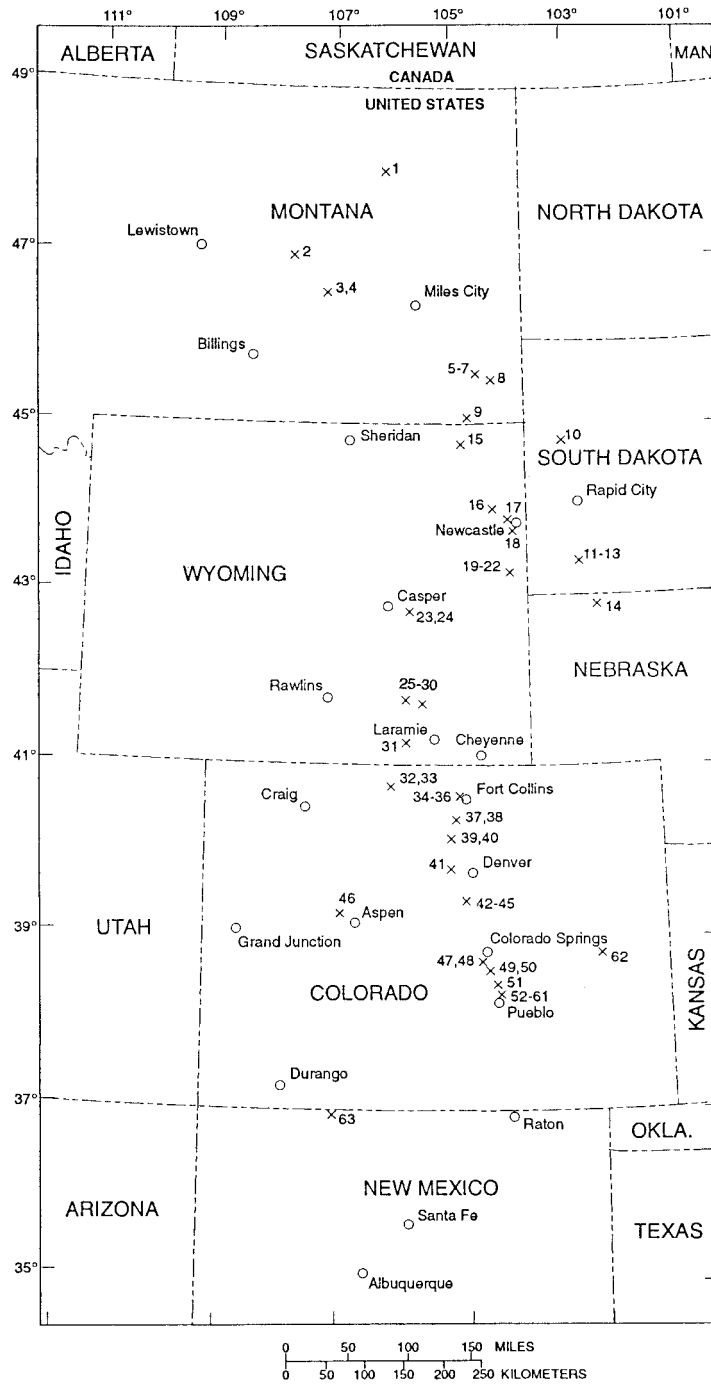 111° 109° 107° 105° 103° 101°
ALBERTA SASKATCHEWAN MAN
49° CANADA
UNITED STATES
1
MONTANA NORTH DAKOTA
Lewistown
47° 2
3,4 Miles City
Billings
5-7 8
45° 9
Sheridan 15 10
SOUTH DAKOTA
16 17 Rapid City
Newcastle
18
IDAHO
WYOMING 19-22 11-13
43°
Casper
23,24 14
NEBRASKA
Rawlins 25-30
Laramie
31 Cheyenne
41°
32,33
Craig 34-36 Fort Collins
37,38
39,40
41 Denver
46
Aspen 42-45
UTAH
39°
Grand Junction Colorado Springs
47,48 49,50 62
KANSAS
COLORADO 51
52-61
Pueblo
Durango
37°
63 Raton OKLA.
NEW MEXICO
ARIZONA
Santa Fe TEXAS
35°
Albuquerque
0 50 100 150 MILES
0 50 100 150 200 250 KILOMETERS